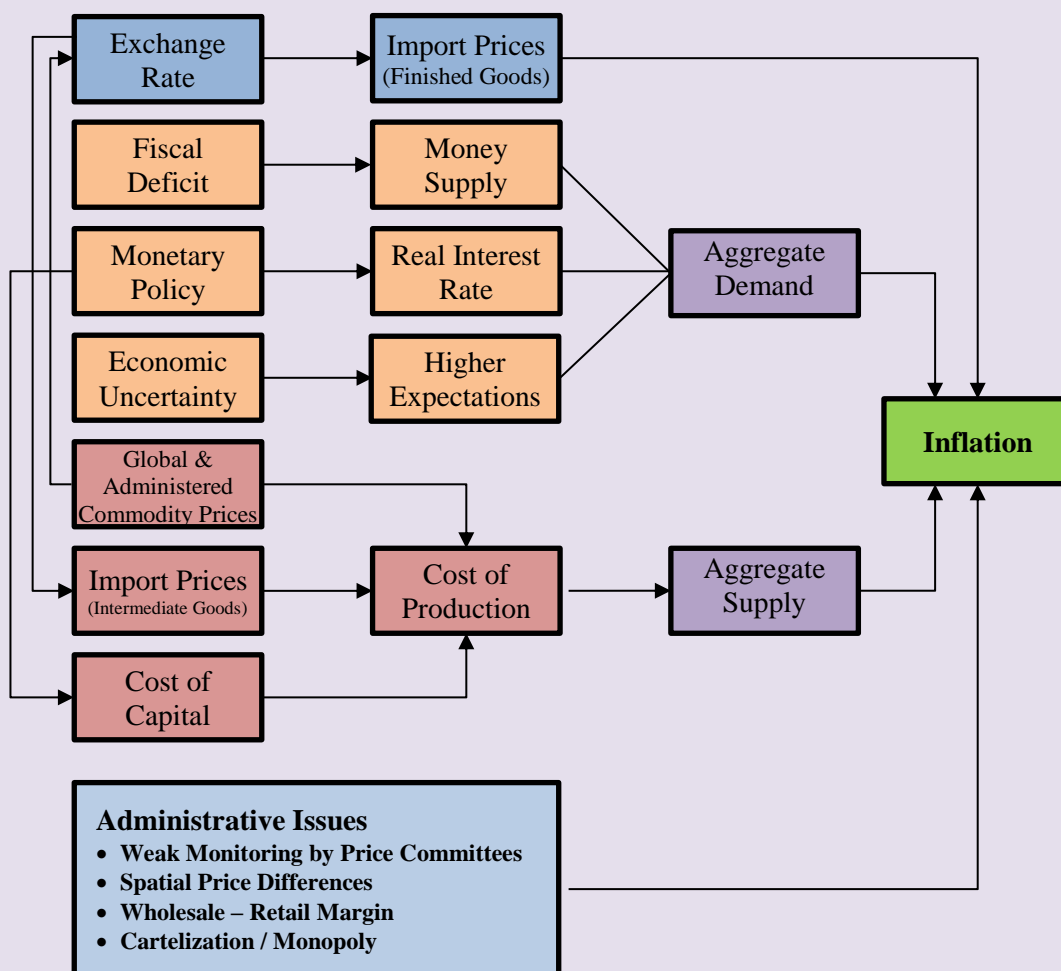 Exchange
Rate
Import Prices
(Finished Goods)
Fiscal
Deficit
Money
Supply
Monetary
Policy
Real Interest
Rate
Aggregate
Demand
Economic
Uncertainty
Higher
Expectations
Inflation
Global &
Administered
Commodity Prices
Import Prices
(Intermediate Goods)
Cost of
Production
Aggregate
Supply
Cost of
Capital
Administrative Issues
• Weak Monitoring by Price Committees
• Spatial Price Differences
• Wholesale – Retail Margin
• Cartelization / Monopoly